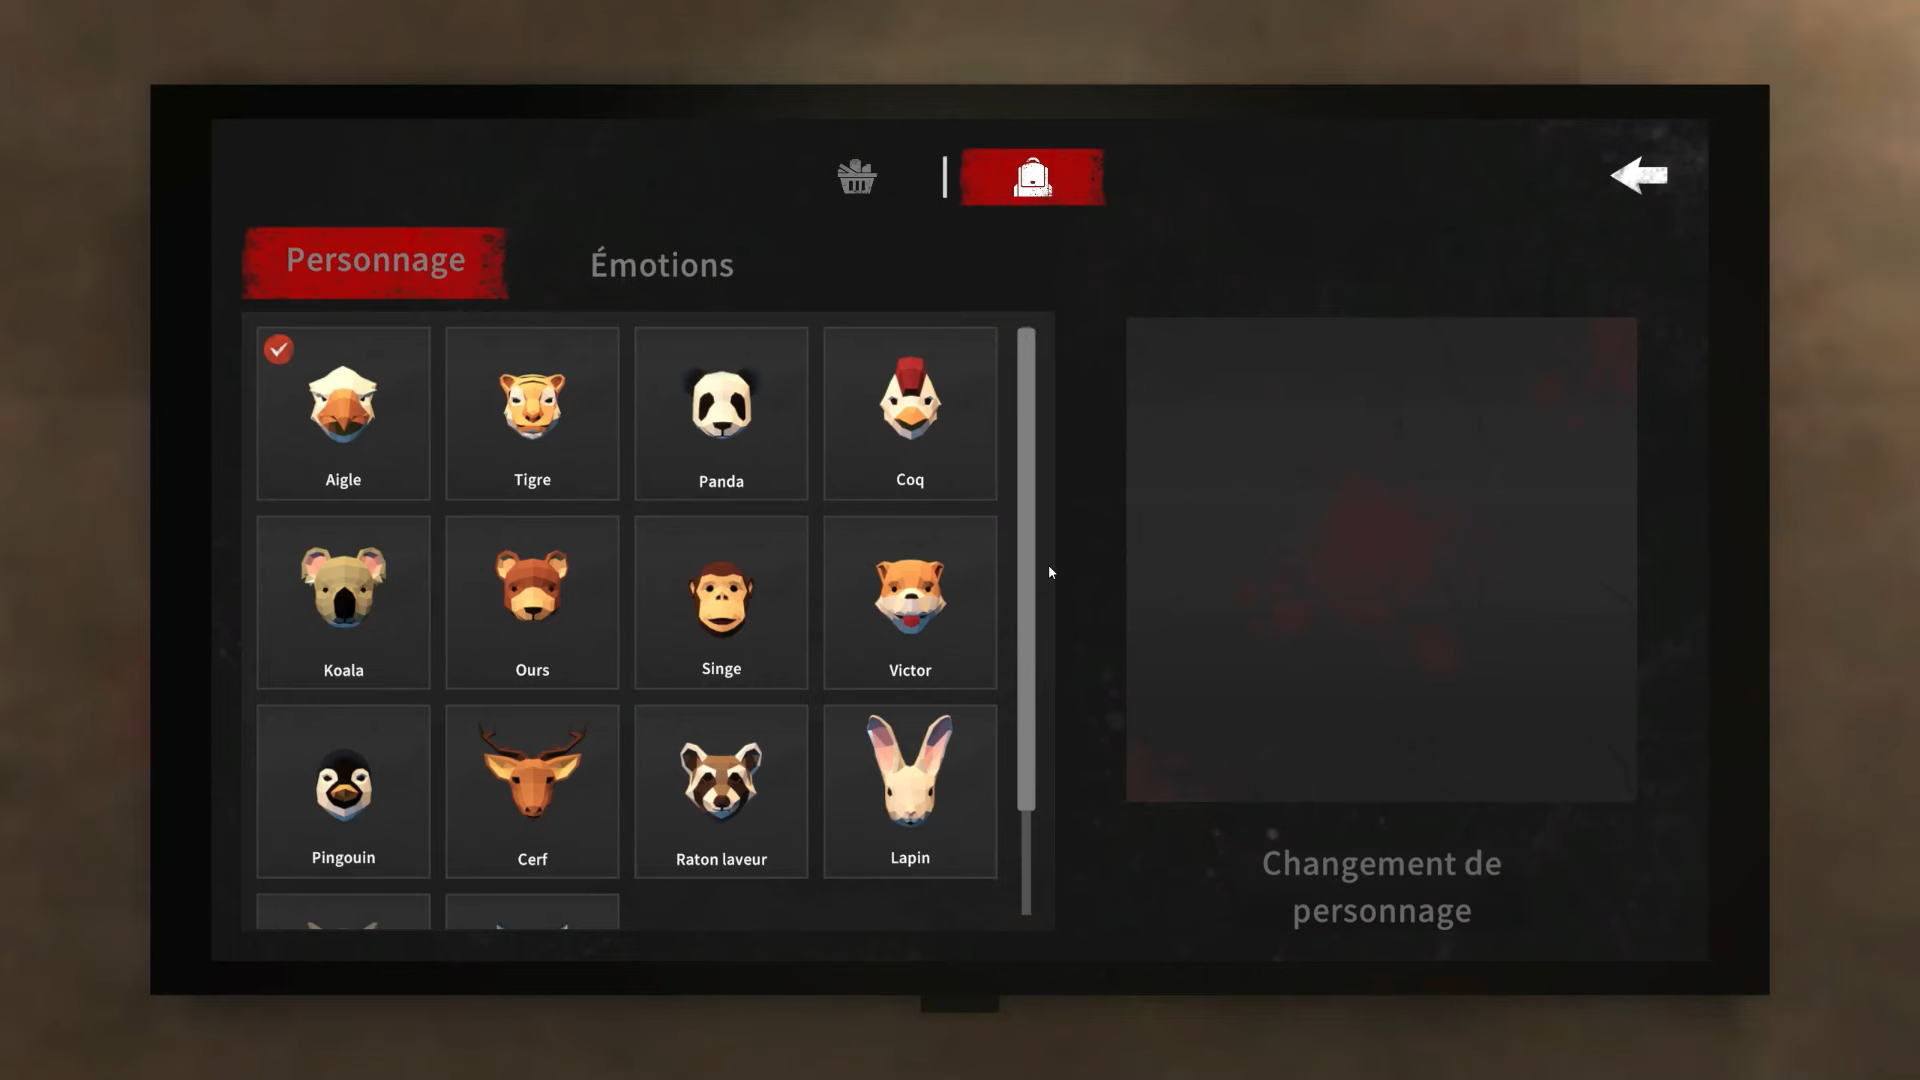 Personnage
Émotions
Aigle
Tigre
Panda
Coq
Koala
Ours
Singe
Victor
Pingouin
Cerf
Raton laveur
Lapin
Changement de
personnage